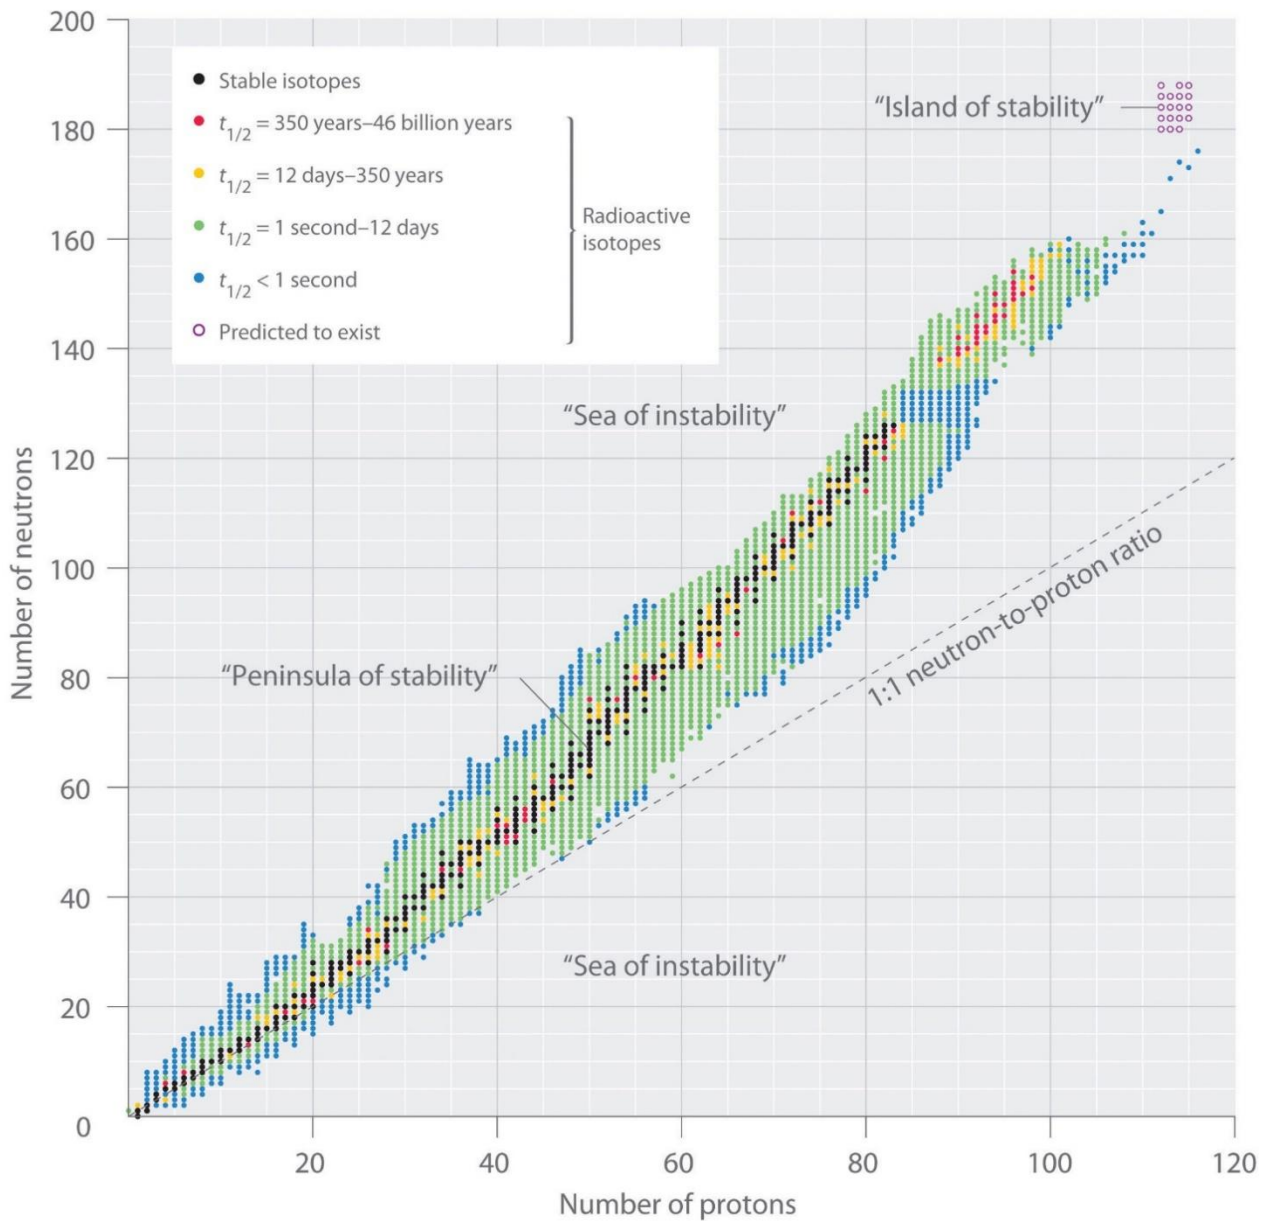 200
180
160
140
120
100
80
60
40
20
0
Number of neutrons
Stable isotopes
t1/2 = 350 years–46 billion years
t1/2 = 12 days–350 years
t1/2 = 1 second–12 days
t1/2 < 1 second
Predicted to exist
Radioactive
isotopes
“Island of stability”
“Sea of instability”
“Peninsula of stability”
1:1 neutron-to-proton ratio
“Sea of instability”
20
40
60
80
100
120
Number of protons